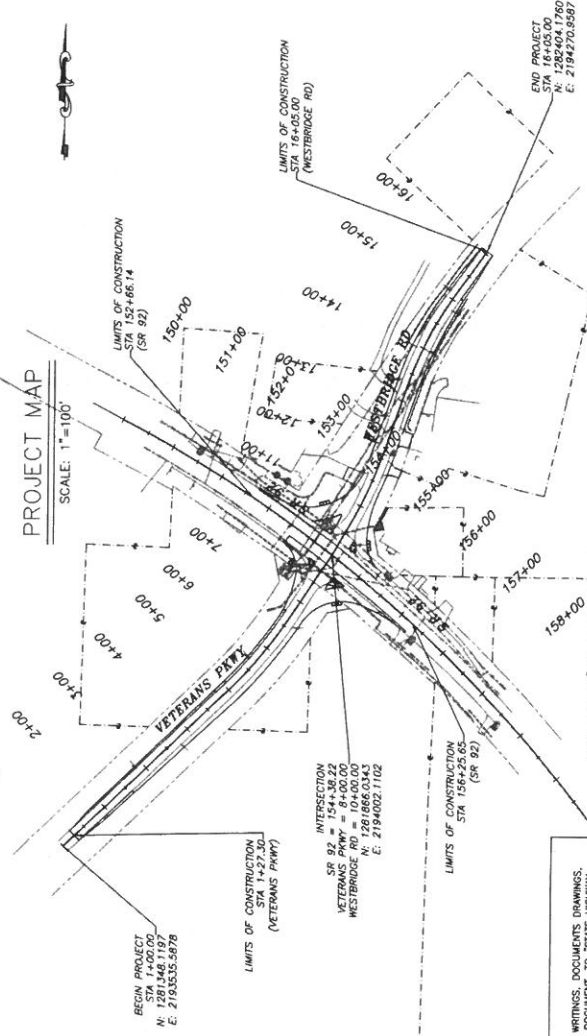 PROJECT MAP
SCALE: 1"=100'
LIMITS OF CONSTRUCTION
STA 152+66.14
(SR 92)
LIMITS OF CONSTRUCTION
STA 16+05.00
(WESTBRIDGE RD)
END PROJECT
STA 16+05.00
N: 1282404.1760
E: 2194270.9587
BEGIN PROJECT
STA 1+00.00
N: 1281348.1197
E: 2193535.5878
LIMITS OF CONSTRUCTION
STA 1+27.30
(VETERANS PKWY)
INTERSECTION
SR 92 = 154+38.22
VETERANS PKWY = 8+00.00
WESTBRIDGE RD = 10+00.00
N: 1281866.0343
E: 2194002.1102
LIMITS OF CONSTRUCTION
STA 156+25.65
(SR 92)
VETERANS PKWY
WESTBRIDGE RD
SR 92
SR 92
2+00
3+00
4+00
5+00
6+00
7+00
11+00
12+00
13+00
14+00
15+00
16+00
150+00
151+00
152+00
153+00
154+00
155+00
156+00
157+00
158+00
WRITINGS, DOCUMENTS DRAWINGS,